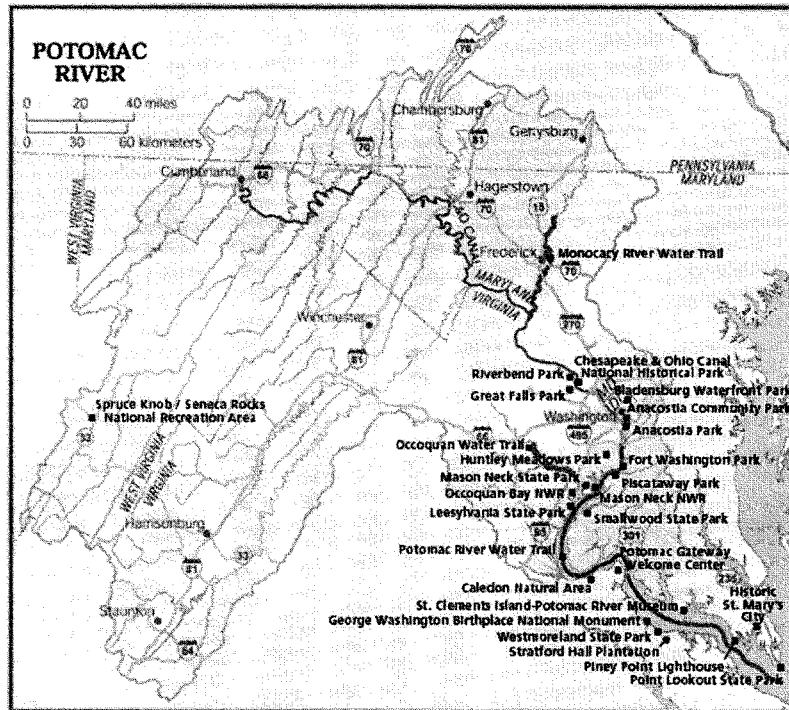 POTOMAC
RIVER
0 20 40 miles
0 30 60 kilometers
76
Chambersburg
81
Gettysburg
70
68
Cumberland
PENNSYLVANIA
MARYLAND
Hagerstown
70
15
WEST VIRGINIA
MARYLAND
C&O CANAL
Frederick
Monocacy River Water Trail
70
MARYLAND
VIRGINIA
270
Winchester
81
Chesapeake & Ohio Canal
National Historical Park
Riverbend Park
Great Falls Park
Bladensburg Waterfront Park
Anacostia Community Park
Washington
Anacostia Park
495
Spruce Knob / Seneca Rocks
National Recreation Area
33
66
Occoquan Water Trail
Huntley Meadows Park
Fort Washington Park
Mason Neck State Park
Piscataway Park
Occoquan Bay NWR
Mason Neck NWR
Leesylvania State Park
Smallwood State Park
WEST VIRGINIA
VIRGINIA
Harrisonburg
33
95
301
Potomac River Water Trail
Potomac Gateway
Welcome Center
81
Caledon Natural Area
235
Historic
St. Mary's
City
St. Clements Island-Potomac River Museum
George Washington Birthplace National Monument
Staunton
Westmoreland State Park
Stratford Hall Plantation
64
Piney Point Lighthouse
Point Lookout State Park